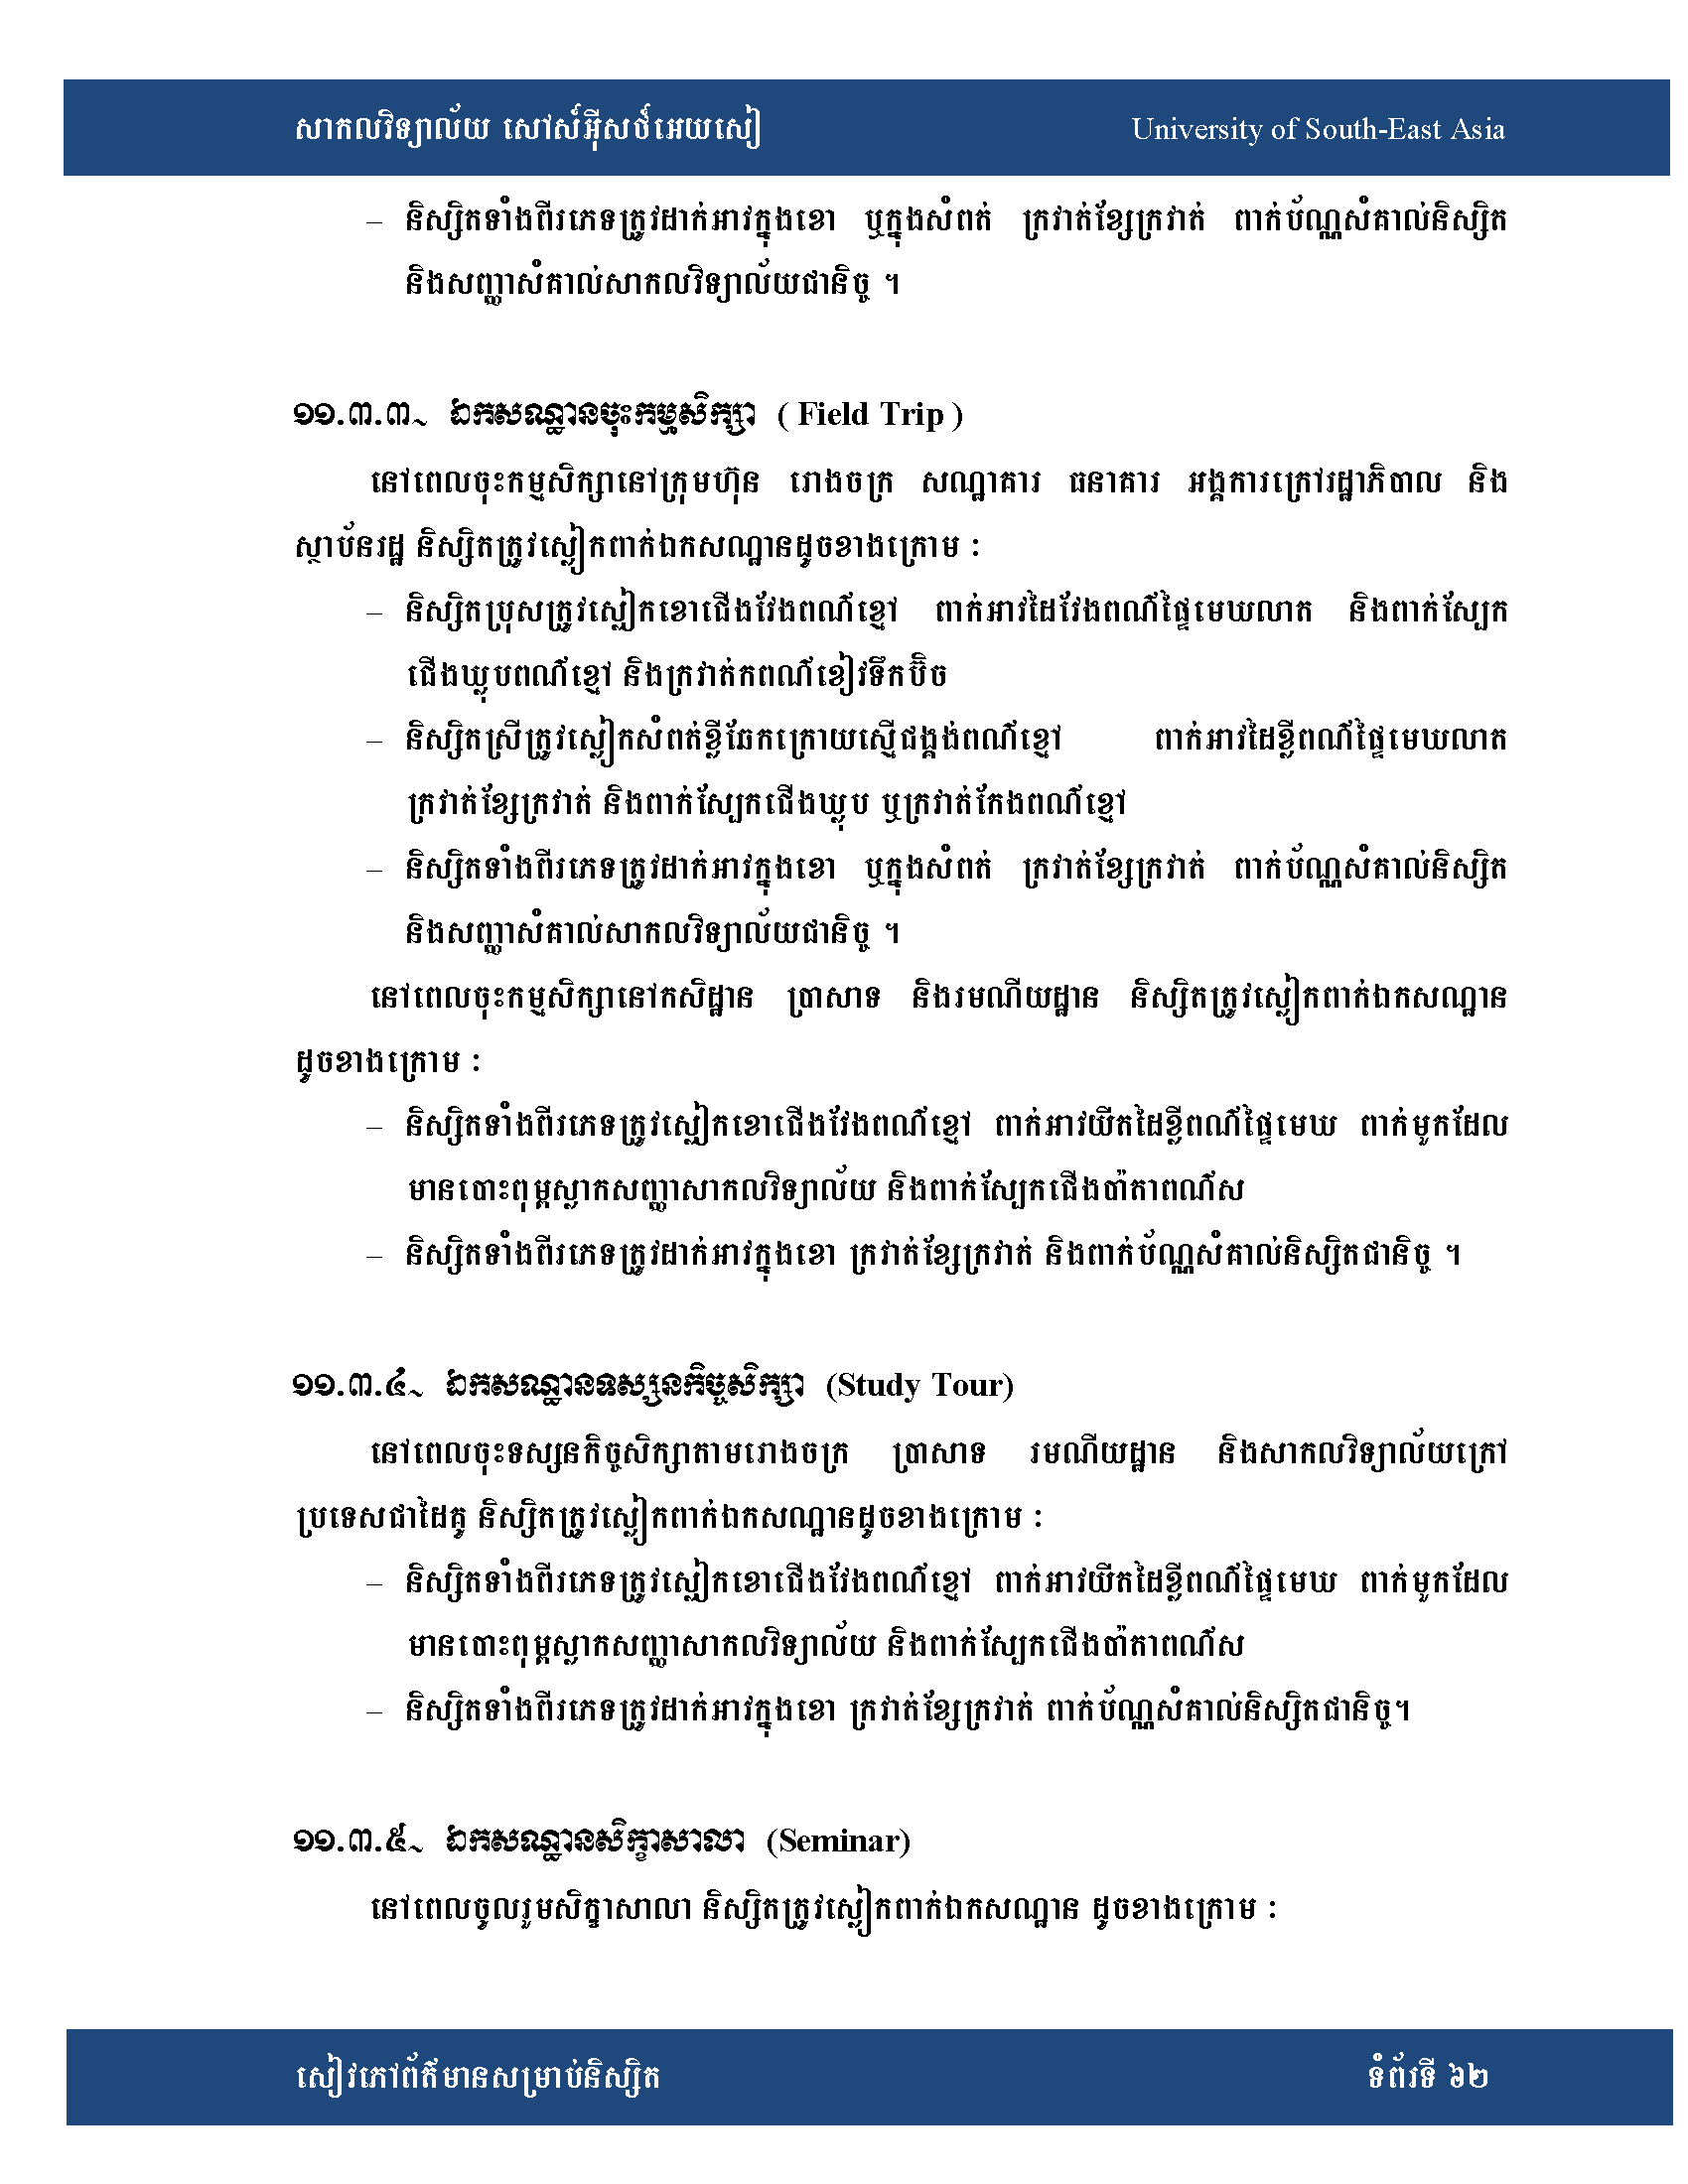 សាកលវិទ្យាល័យ សៅស៍អ៊ីសថ៍អេយសៀ University of South-East Asia
– និស្សិតទាំងពីរភេទត្រូវដាក់អាវក្នុងខោ ឬក្នុងសំពត់ ក្រវាត់ខ្សែក្រវាត់ ពាក់ប័ណ្ណសំគាល់និស្សិត
និងសញ្ញាសំគាល់សាកលវិទ្យាល័យជានិច្ច ។
១១.៣.៣~ ឯកសណ្ឋានចុះកម្មសិក្សា ( Field Trip )
នៅពេលចុះកម្មសិក្សានៅក្រុមហ៊ុន រោងចក្រ សណ្ឋាគារ ធនាគារ អង្គការក្រៅរដ្ឋាភិបាល និង
ស្ថាប័នរដ្ឋ និស្សិតត្រូវស្លៀកពាក់ឯកសណ្ឋានដូចខាងក្រោម ៖
– និស្សិតប្រុសត្រូវស្លៀកខោជើងវែងពណ៌ខ្មៅ ពាក់អាវដៃវែងពណ៌ផ្ទៃមេឃលាត និងពាក់ស្បែក
ជើងឃ្លុបពណ៌ខ្មៅ និងក្រវាត់កពណ៌ខៀវទឹកប៊ិច
– និស្សិតស្រីត្រូវស្លៀកសំពត់ខ្លីឆែកក្រោយស្មើជង្គង់ពណ៌ខ្មៅ ពាក់អាវដៃខ្លីពណ៌ផ្ទៃមេឃលាត
ក្រវាត់ខ្សែក្រវាត់ និងពាក់ស្បែកជើងឃ្លុប ឬក្រវាត់កែងពណ៌ខ្មៅ
– និស្សិតទាំងពីរភេទត្រូវដាក់អាវក្នុងខោ ឬក្នុងសំពត់ ក្រវាត់ខ្សែក្រវាត់ ពាក់ប័ណ្ណសំគាល់និស្សិត
និងសញ្ញាសំគាល់សាកលវិទ្យាល័យជានិច្ច ។
នៅពេលចុះកម្មសិក្សានៅកសិដ្ឋាន ប្រាសាទ និងរមណីយដ្ឋាន និស្សិតត្រូវស្លៀកពាក់ឯកសណ្ឋាន
ដូចខាងក្រោម ៖
– និស្សិតទាំងពីរភេទត្រូវស្លៀកខោជើងវែងពណ៌ខ្មៅ ពាក់អាវយឺតដៃខ្លីពណ៌ផ្ទៃមេឃ ពាក់មួកដែល
មានបោះពុម្ពស្លាកសញ្ញាសាកលវិទ្យាល័យ និងពាក់ស្បែកជើងប៉ាតាពណ៌ស
– និស្សិតទាំងពីរភេទត្រូវដាក់អាវក្នុងខោ ក្រវាត់ខ្សែក្រវាត់ និងពាក់ប័ណ្ណសំគាល់និស្សិតជានិច្ច ។
១១.៣.៤~ ឯកសណ្ឋានទស្សនកិច្ចសិក្សា (Study Tour)
នៅពេលចុះទស្សនកិច្ចសិក្សាតាមរោងចក្រ ប្រាសាទ រមណីយដ្ឋាន និងសាកលវិទ្យាល័យក្រៅ
ប្រទេសជាដៃគូ និស្សិតត្រូវស្លៀកពាក់ឯកសណ្ឋានដូចខាងក្រោម ៖
– និស្សិតទាំងពីរភេទត្រូវស្លៀកខោជើងវែងពណ៌ខ្មៅ ពាក់អាវយឺតដៃខ្លីពណ៌ផ្ទៃមេឃ ពាក់មួកដែល
មានបោះពុម្ពស្លាកសញ្ញាសាកលវិទ្យាល័យ និងពាក់ស្បែកជើងប៉ាតាពណ៌ស
– និស្សិតទាំងពីរភេទត្រូវដាក់អាវក្នុងខោ ក្រវាត់ខ្សែក្រវាត់ ពាក់ប័ណ្ណសំគាល់និស្សិតជានិច្ច។
១១.៣.៥~ ឯកសណ្ឋានសិក្ខាសាលា (Seminar)
នៅពេលចូលរួមសិក្ខាសាលា និស្សិតត្រូវស្លៀកពាក់ឯកសណ្ឋាន ដូចខាងក្រោម ៖
សៀវភៅព័ត៌មានសម្រាប់និស្សិត ទំព័រទី ៦២